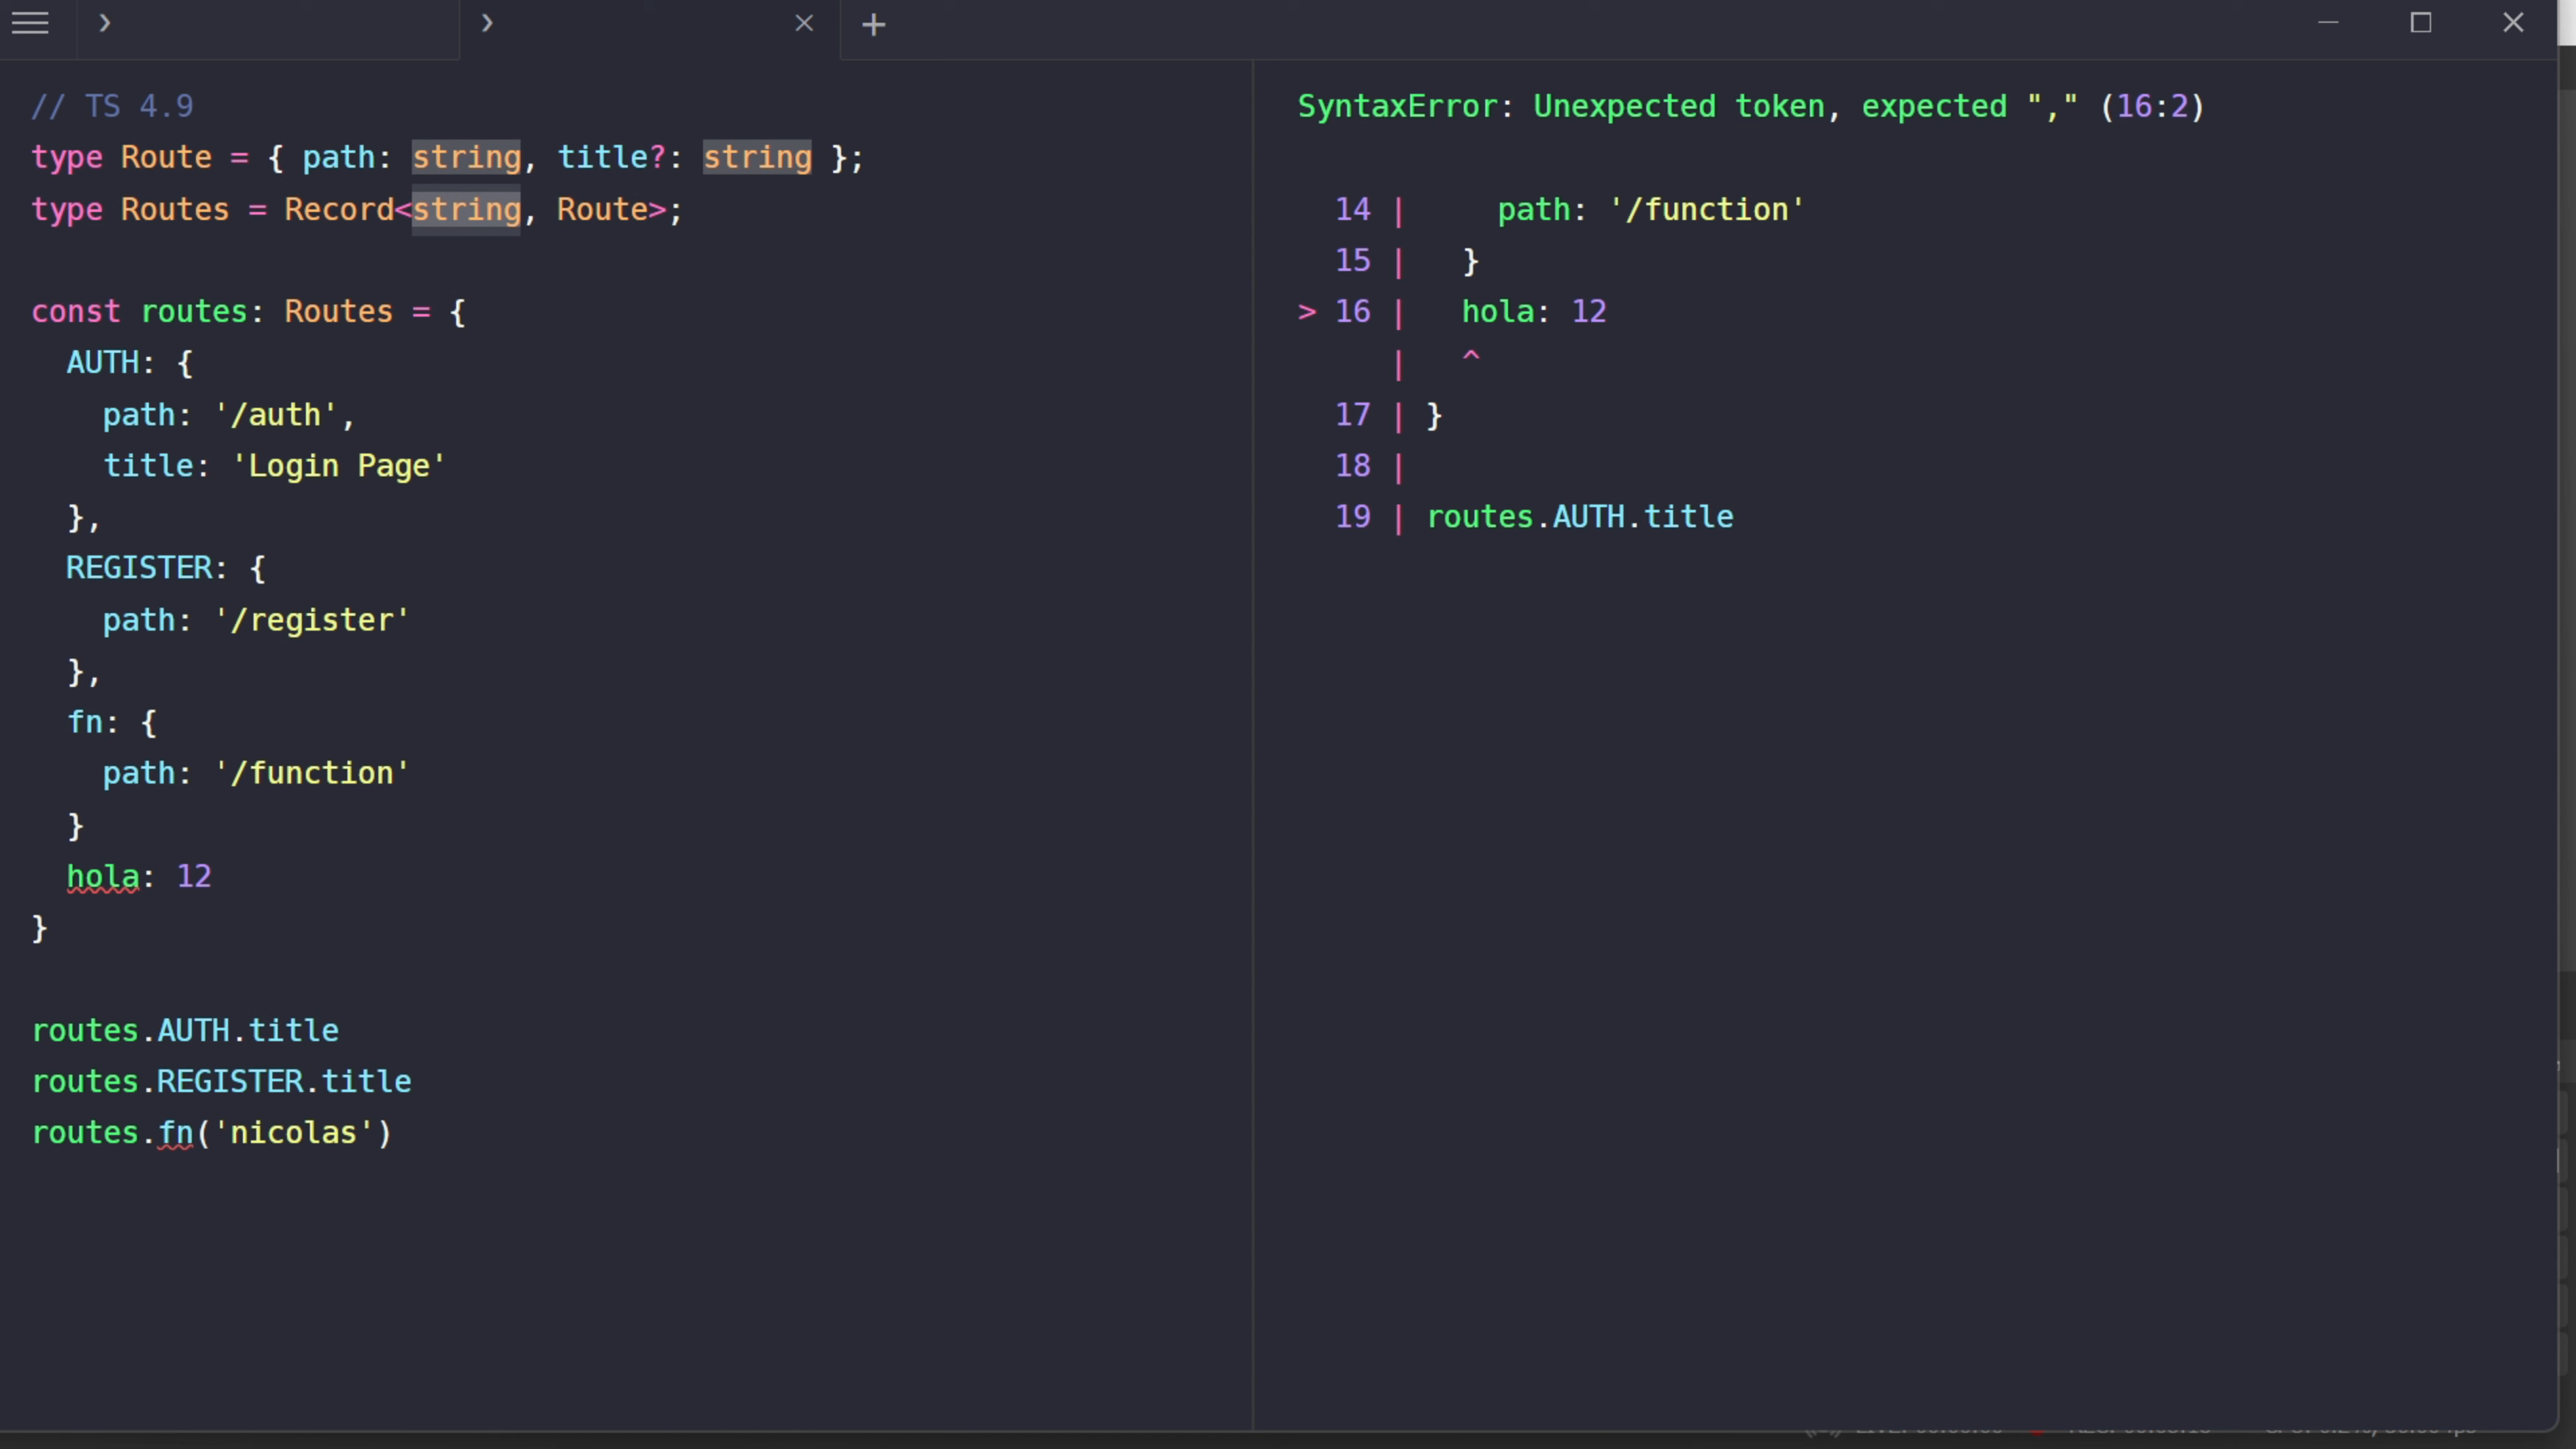 // TS 4.9
type Route = { path: string, title?: string };
type Routes = Record<string, Route>;
const routes: Routes = {
AUTH: {
path: '/auth',
title: 'Login Page'
},
REGISTER: {
path: '/register'
},
fn: {
path: '/function'
}
hola: 12
}
routes.AUTH.title
routes.REGISTER.title
routes.fn('nicolas')
SyntaxError: Unexpected token, expected "," (16:2)
14 | path: '/function'
15 | }
> 16 | hola: 12
| ^
17 | }
18 |
19 | routes.AUTH.title